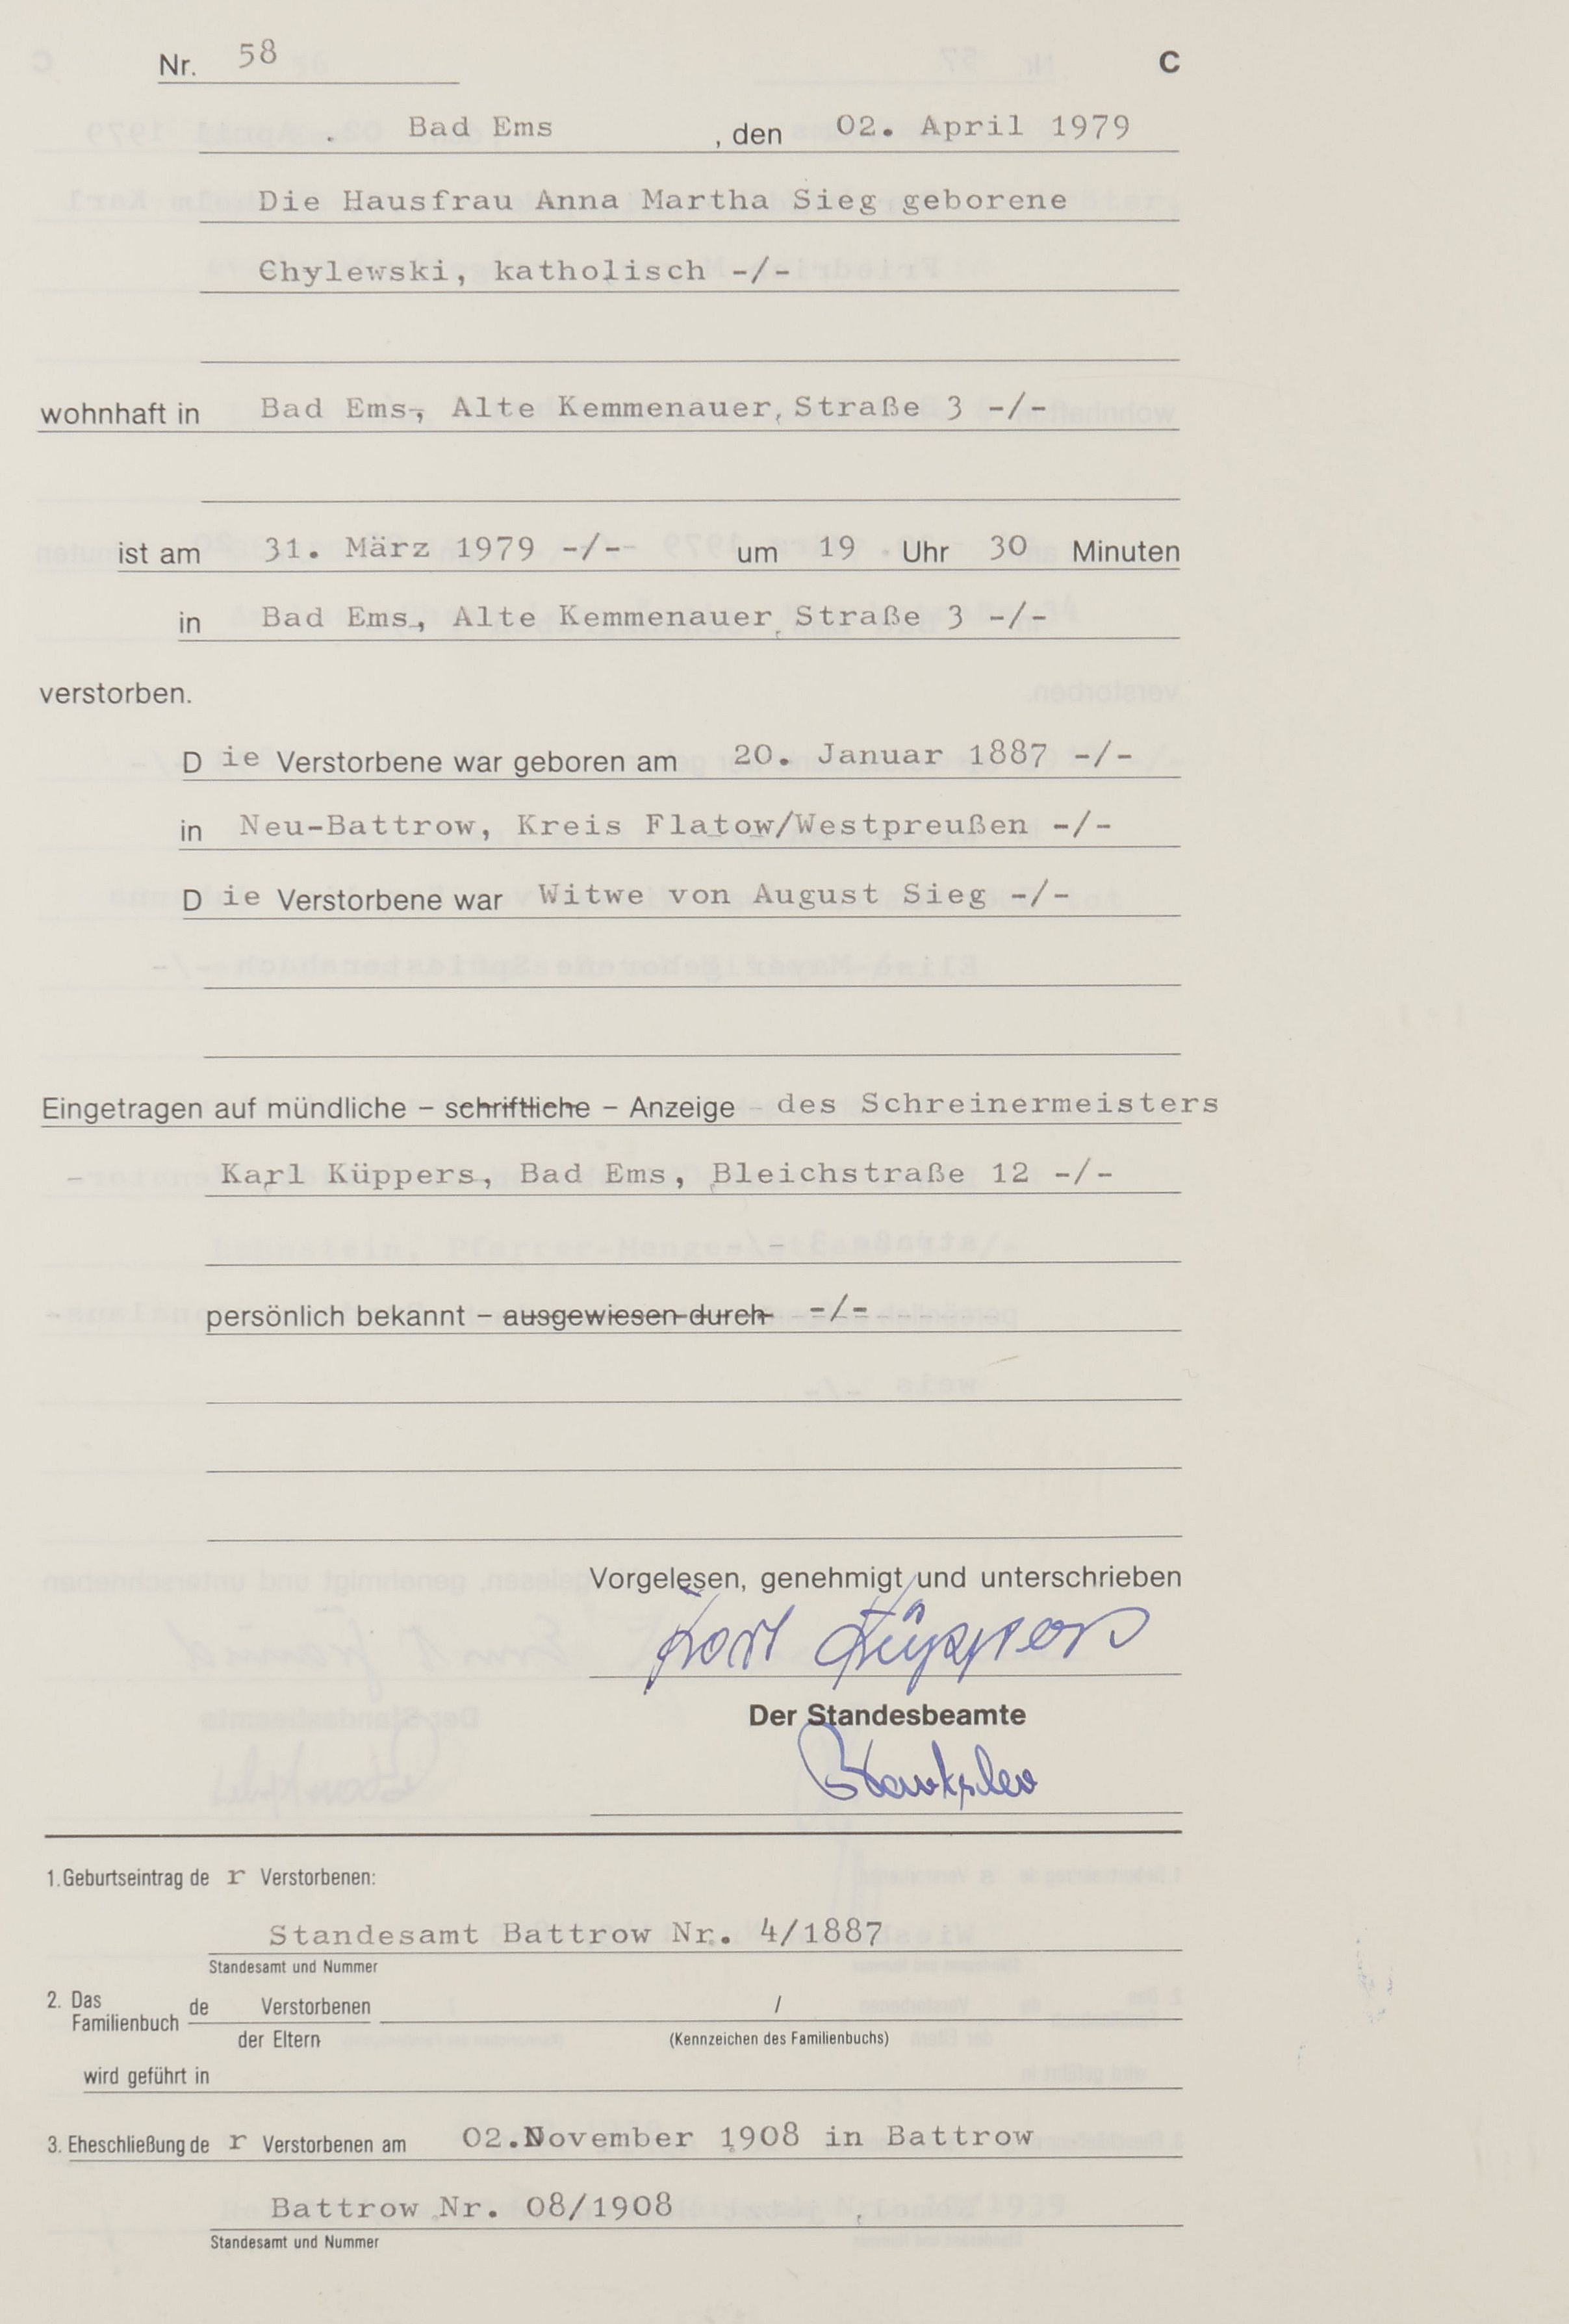 Nr. 58 C
Bad Ems , den 02. April 1979
Die Hausfrau Anna Martha Sieg geborene
Chylewski, katholisch -/-
wohnhaft in Bad Ems, Alte Kemmenauer Straße 3 -/-
ist am 31. März 1979 -/-- um 19 Uhr 30 Minuten
in Bad Ems, Alte Kemmenauer Straße 3 -/-
verstorben.
D ie Verstorbene war geboren am 20. Januar 1887 -/-
in Neu-Battrow, Kreis Flatow/Westpreußen -/-
D ie Verstorbene war Witwe von August Sieg -/-
Eingetragen auf mündliche – schriftliche – Anzeige des Schreinermeisters
Karl Küppers, Bad Ems, Bleichstraße 12 -/-
persönlich bekannt – ausgewiesen durch -/-
Vorgelesen, genehmigt und unterschrieben
Karl Küppers
Der Standesbeamte
1. Geburtseintrag de r Verstorbenen:
Standesamt Battrow Nr. 4/1887
Standesamt und Nummer
2. Das Familienbuch de Verstorbenen /
der Eltern (Kennzeichen des Familienbuchs)
wird geführt in
3. Eheschließung de r Verstorbenen am 02.November 1908 in Battrow
Battrow Nr. 08/1908
Standesamt und Nummer